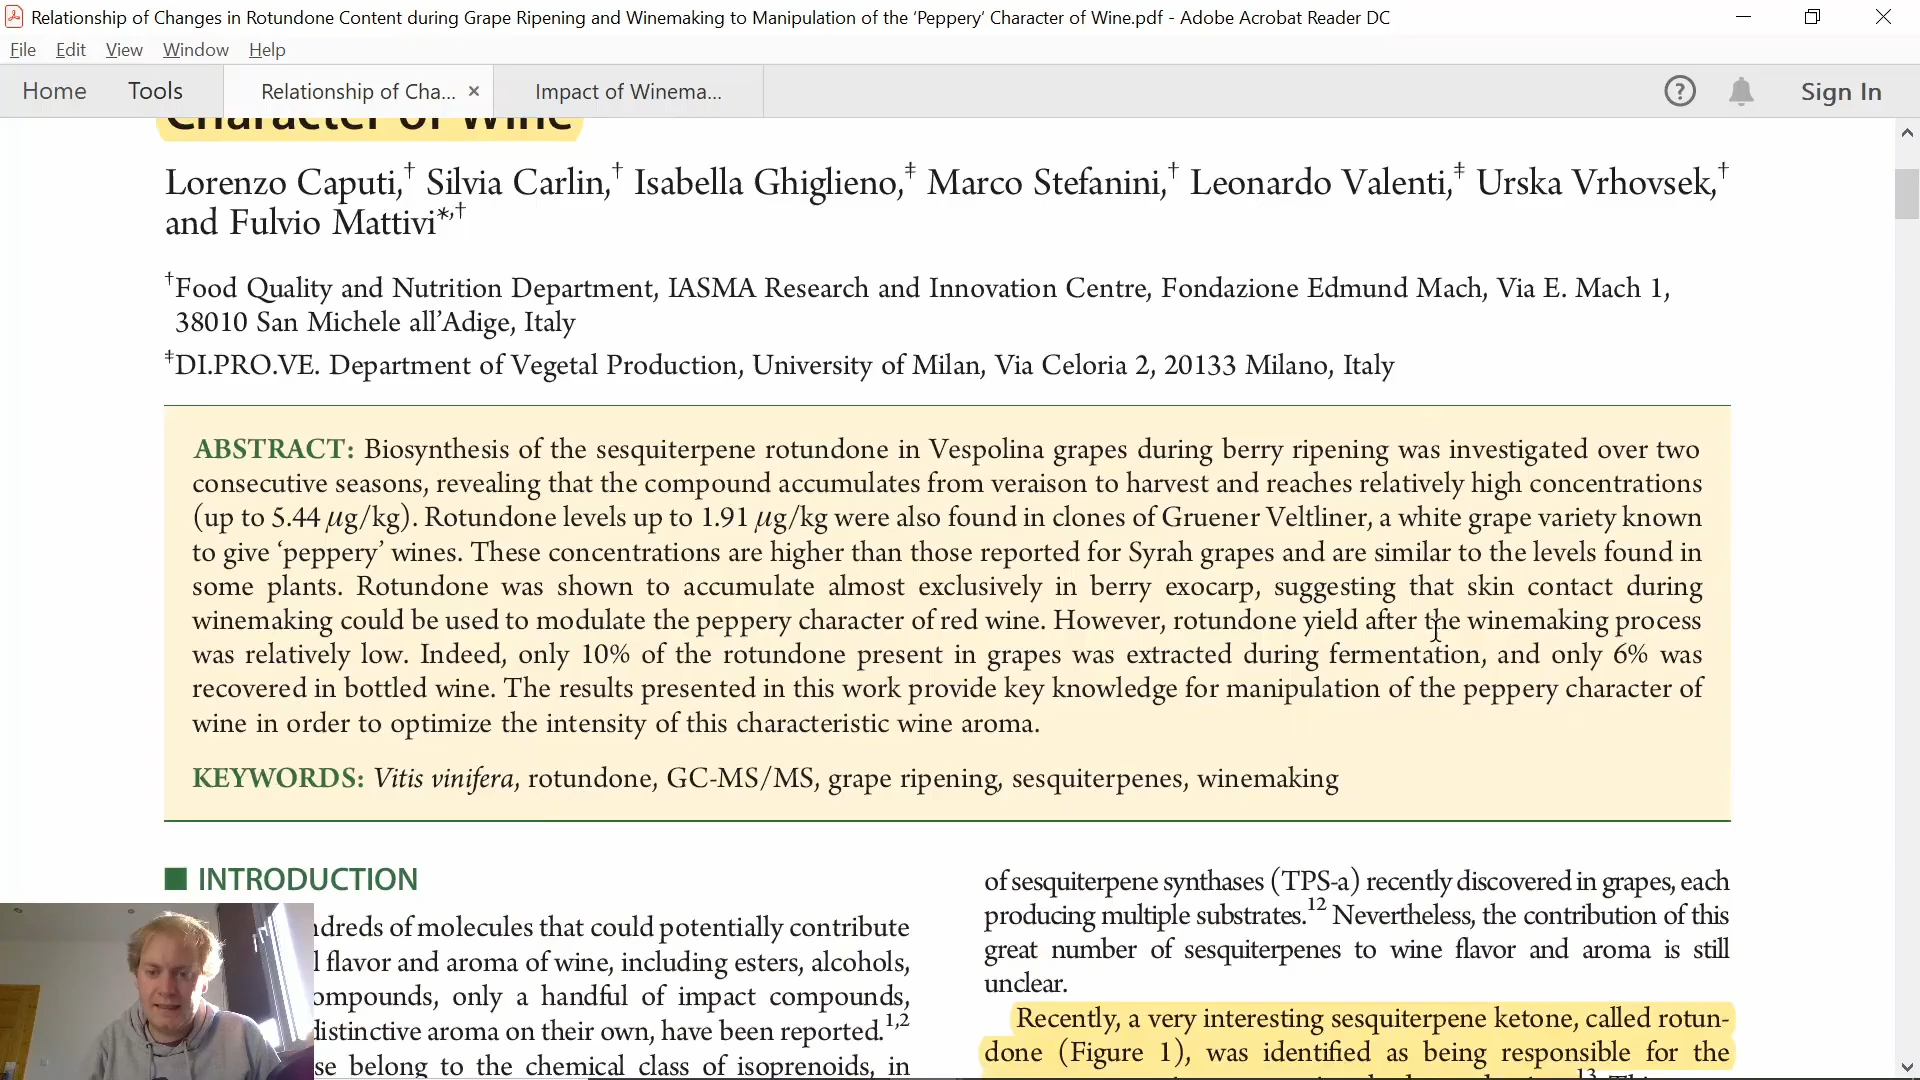 Relationship of Changes in Rotundone Content during Grape Ripening and Winemaking to Manipulation of the ‘Peppery’ Character of Wine.pdf - Adobe Acrobat Reader DC
File Edit View Window Help
Home Tools Relationship of Cha... × Impact of Winema... ? Sign In
Character of Wine
Lorenzo Caputi,† Silvia Carlin,† Isabella Ghiglieno,‡ Marco Stefanini,† Leonardo Valenti,‡ Urska Vrhovsek,†
and Fulvio Mattivi*,†
†Food Quality and Nutrition Department, IASMA Research and Innovation Centre, Fondazione Edmund Mach, Via E. Mach 1,
38010 San Michele all’Adige, Italy
‡DI.PRO.VE. Department of Vegetal Production, University of Milan, Via Celoria 2, 20133 Milano, Italy
ABSTRACT: Biosynthesis of the sesquiterpene rotundone in Vespolina grapes during berry ripening was investigated over two
consecutive seasons, revealing that the compound accumulates from veraison to harvest and reaches relatively high concentrations
(up to 5.44 μg/kg). Rotundone levels up to 1.91 μg/kg were also found in clones of Gruener Veltliner, a white grape variety known
to give ‘peppery’ wines. These concentrations are higher than those reported for Syrah grapes and are similar to the levels found in
some plants. Rotundone was shown to accumulate almost exclusively in berry exocarp, suggesting that skin contact during
winemaking could be used to modulate the peppery character of red wine. However, rotundone yield after the winemaking process
was relatively low. Indeed, only 10% of the rotundone present in grapes was extracted during fermentation, and only 6% was
recovered in bottled wine. The results presented in this work provide key knowledge for manipulation of the peppery character of
wine in order to optimize the intensity of this characteristic wine aroma.
KEYWORDS: Vitis vinifera, rotundone, GC-MS/MS, grape ripening, sesquiterpenes, winemaking
INTRODUCTION
ndreds of molecules that could potentially contribute
l flavor and aroma of wine, including esters, alcohols,
ompounds, only a handful of impact compounds,
distinctive aroma on their own, have been reported.1,2
se belong to the chemical class of isoprenoids, in
of sesquiterpene synthases (TPS-a) recently discovered in grapes, each
producing multiple substrates.12 Nevertheless, the contribution of this
great number of sesquiterpenes to wine flavor and aroma is still
unclear.
Recently, a very interesting sesquiterpene ketone, called rotun-
done (Figure 1), was identified as being responsible for the